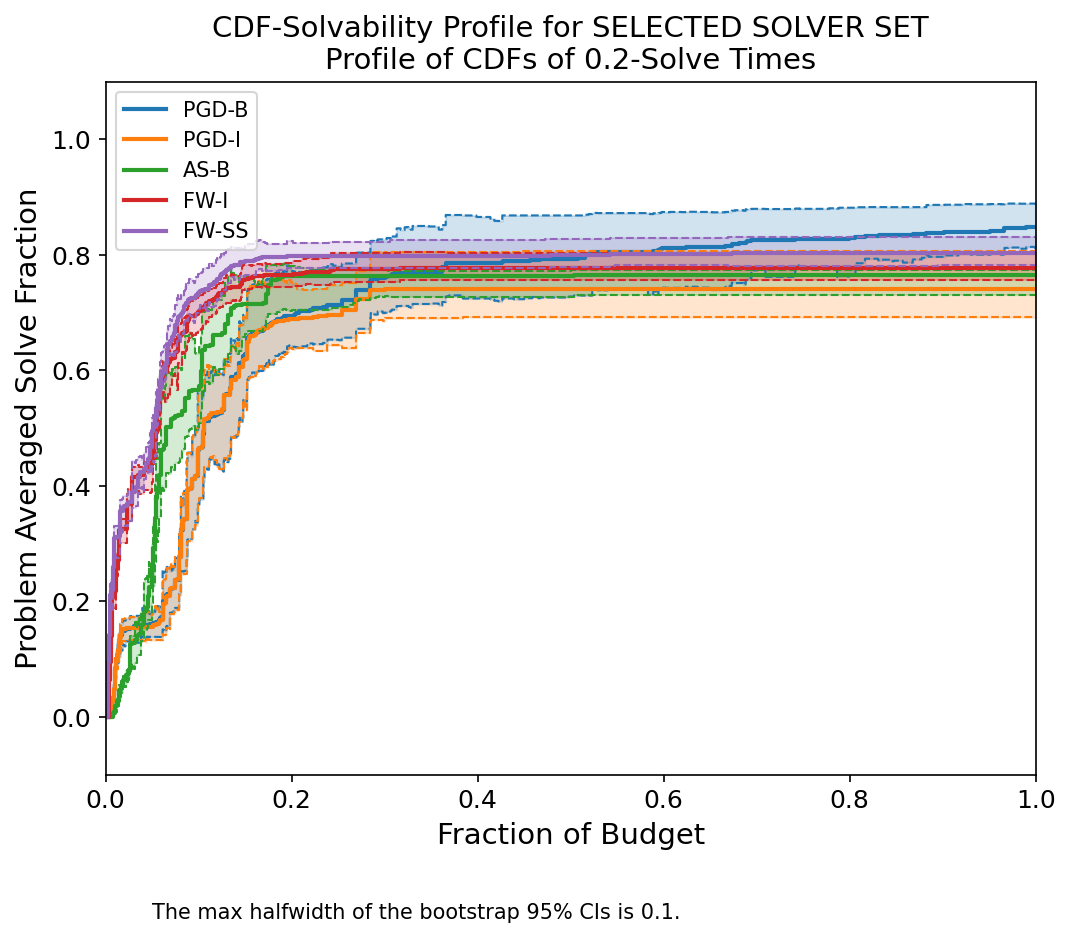 CDF-Solvability Profile for SELECTED SOLVER SET
Profile of CDFs of 0.2-Solve Times
PGD-B
PGD-I
AS-B
FW-I
FW-SS
Problem Averaged Solve Fraction
1.0
0.8
0.6
0.4
0.2
0.0
0.0 0.2 0.4 0.6 0.8 1.0
Fraction of Budget
The max halfwidth of the bootstrap 95% CIs is 0.1.